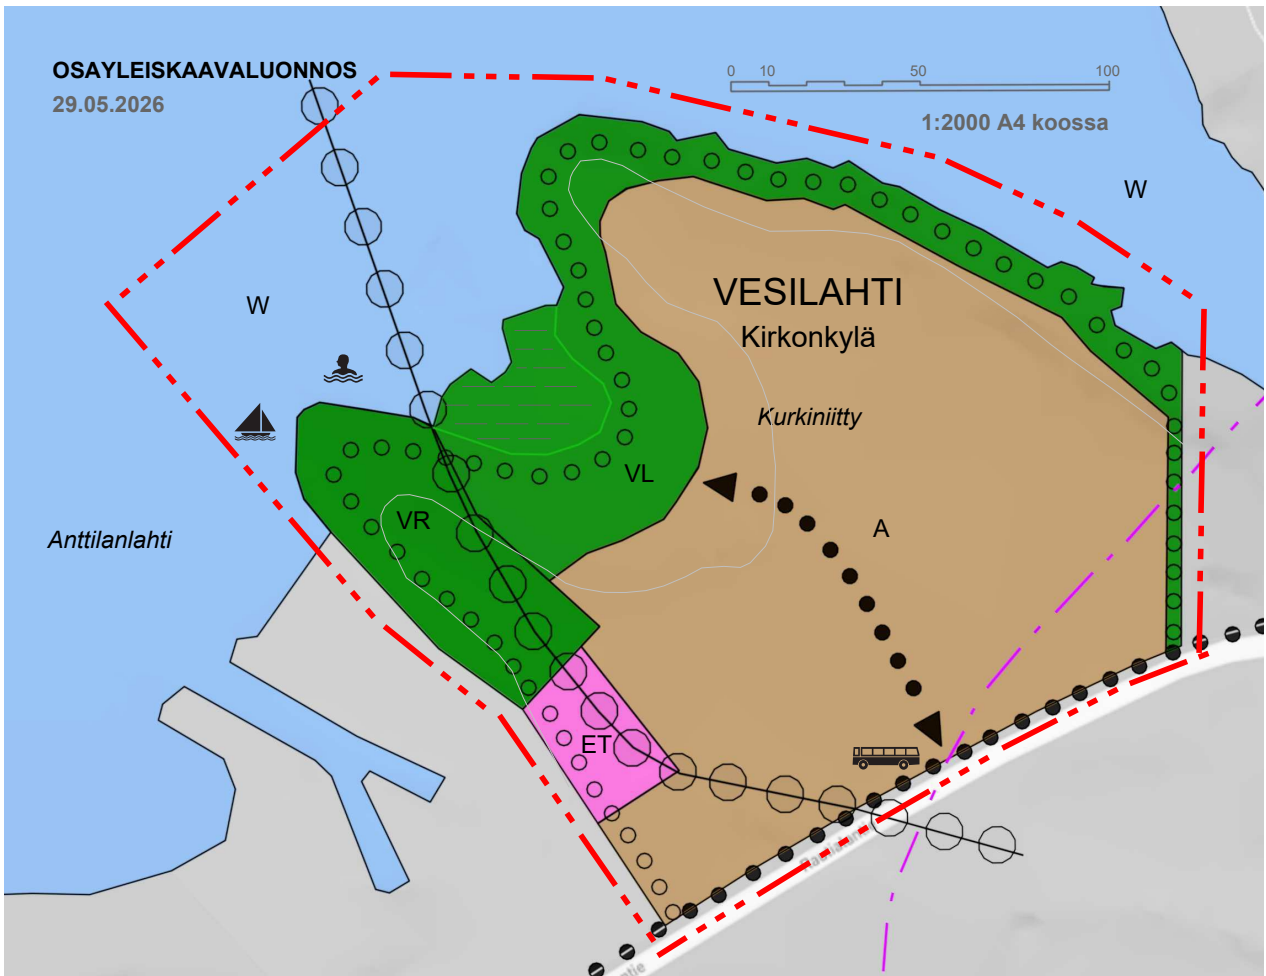 OSAYLEISKAAVALUONNOS
29.05.2026
0 10 50 100
1:2000 A4 koossa
W
W
VESILAHTI
Kirkonkylä
Kurkiniitty
VL
VR
A
Anttilanlahti
ET